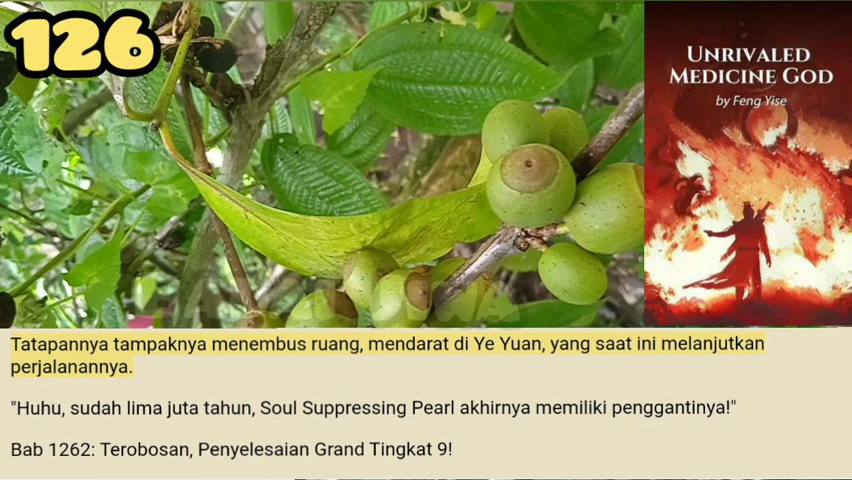 126
UNRIVALED
MEDICINE GOD
by Feng Yise
Tatapannya tampaknya menembus ruang, mendarat di Ye Yuan, yang saat ini melanjutkan
perjalanannya.
"Huhu, sudah lima juta tahun, Soul Suppressing Pearl akhirnya memiliki penggantinya!"
Bab 1262: Terobosan, Penyelesaian Grand Tingkat 9!